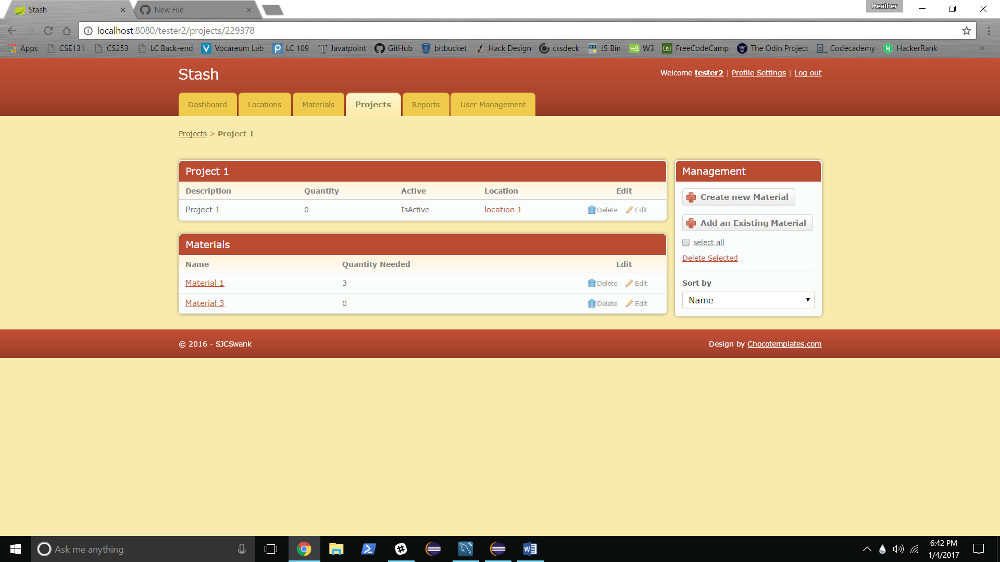 Stash
New File
Heather
localhost:8080/tester2/projects/229378
Apps CSE131 CS253 LC Back-end Vocareum Lab LC 109 Javatpoint GitHub bitbucket Hack Design cssdeck JS Bin W3 FreeCodeCamp The Odin Project Codecademy HackerRank »
Stash
Welcome tester2 | Profile Settings | Log out
Dashboard Locations Materials Projects Reports User Management
Projects > Project 1
Project 1
Description Quantity Active Location Edit
Project 1 0 IsActive location 1 Delete Edit
Materials
Name Quantity Needed Edit
Material 1 3 Delete Edit
Material 3 0 Delete Edit
Management
Create new Material
Add an Existing Material
select all
Delete Selected
Sort by
Name
© 2016 - SJCSwank
Design by Chocotemplates.com
Ask me anything
6:42 PM
1/4/2017